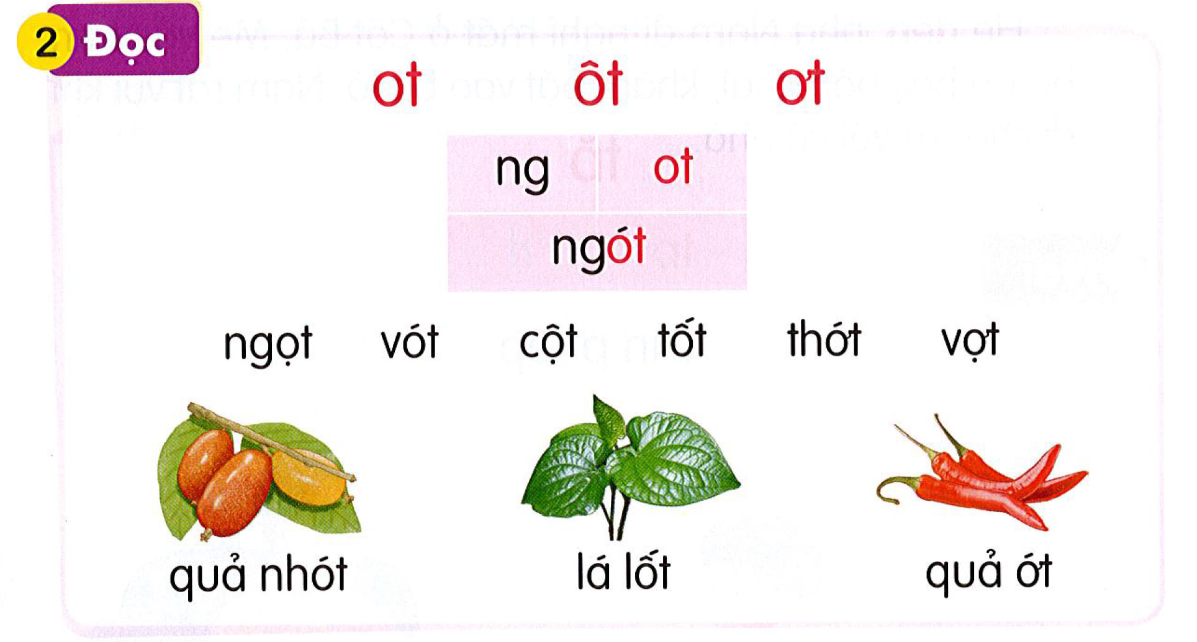 2 Đọc
ot ôt ơt
ng ot
ngót
ngọt vót cột tốt thớt vợt
quả nhót lá lốt quả ớt